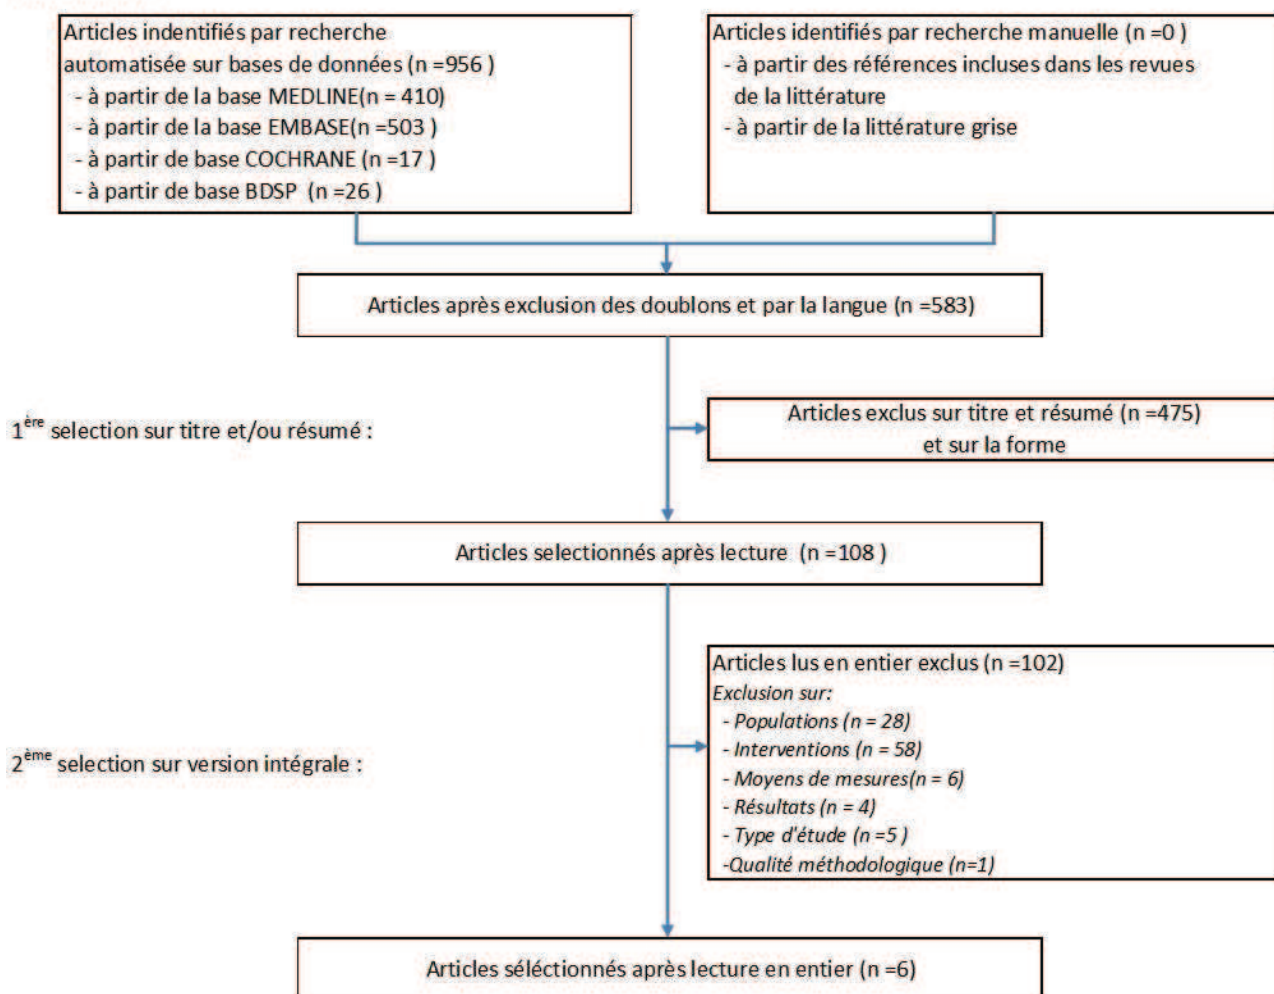 Articles indentifiés par recherche
automatisée sur bases de données (n =956 )
- à partir de la base MEDLINE(n = 410)
- à partir de la base EMBASE(n =503 )
- à partir de base COCHRANE (n =17 )
- à partir de base BDSP (n =26 )
Articles identifiés par recherche manuelle (n =0 )
- à partir des références incluses dans les revues
de la littérature
- à partir de la littérature grise
Articles après exclusion des doublons et par la langue (n =583)
1ère selection sur titre et/ou résumé :
Articles exclus sur titre et résumé (n =475)
et sur la forme
Articles selectionnés après lecture (n =108 )
Articles lus en entier exclus (n =102)
Exclusion sur:
- Populations (n = 28)
- Interventions (n = 58)
- Moyens de mesures(n = 6)
- Résultats (n = 4)
- Type d'étude (n =5 )
-Qualité méthodologique (n=1)
2ème selection sur version intégrale :
Articles séléctionnés après lecture en entier (n =6)